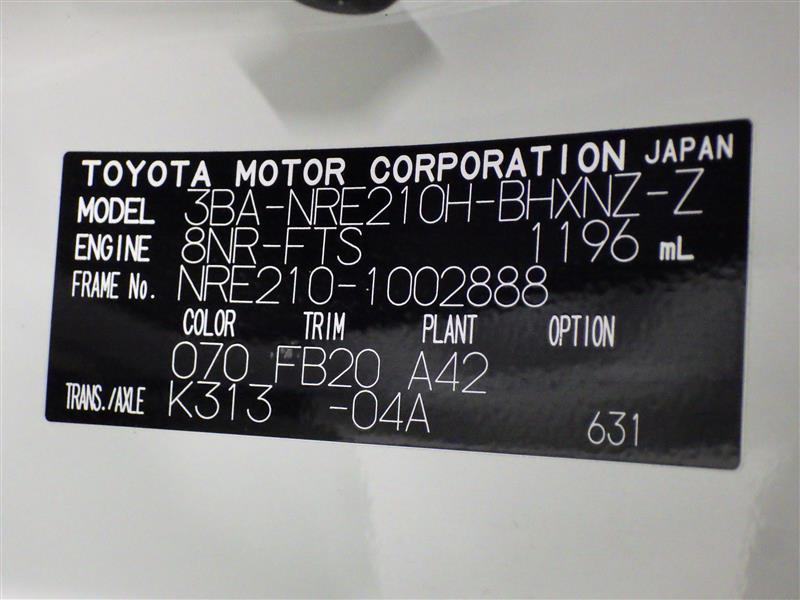 TOYOTA MOTOR CORPORATION JAPAN
MODEL 3BA-NRE210H-BHXNZ-Z
ENGINE 8NR-FTS 1196 mL
FRAME No. NRE210-1002888
COLOR TRIM PLANT OPTION
070 FB20 A42
TRANS./AXLE K313 -04A
631